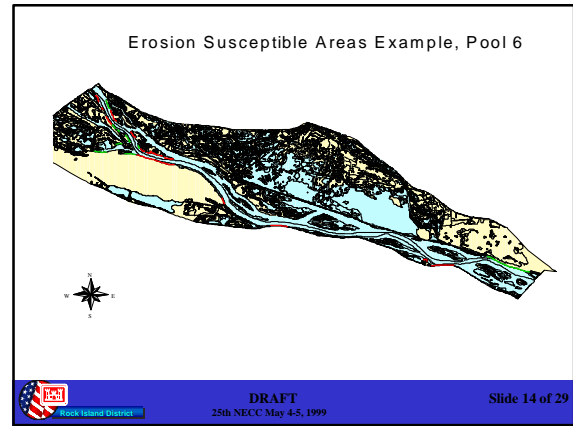 Erosion Susceptible Areas Example, Pool 6
N
W E
S
Rock Island District
DRAFT
25th NECC May 4-5, 1999
Slide 14 of 29